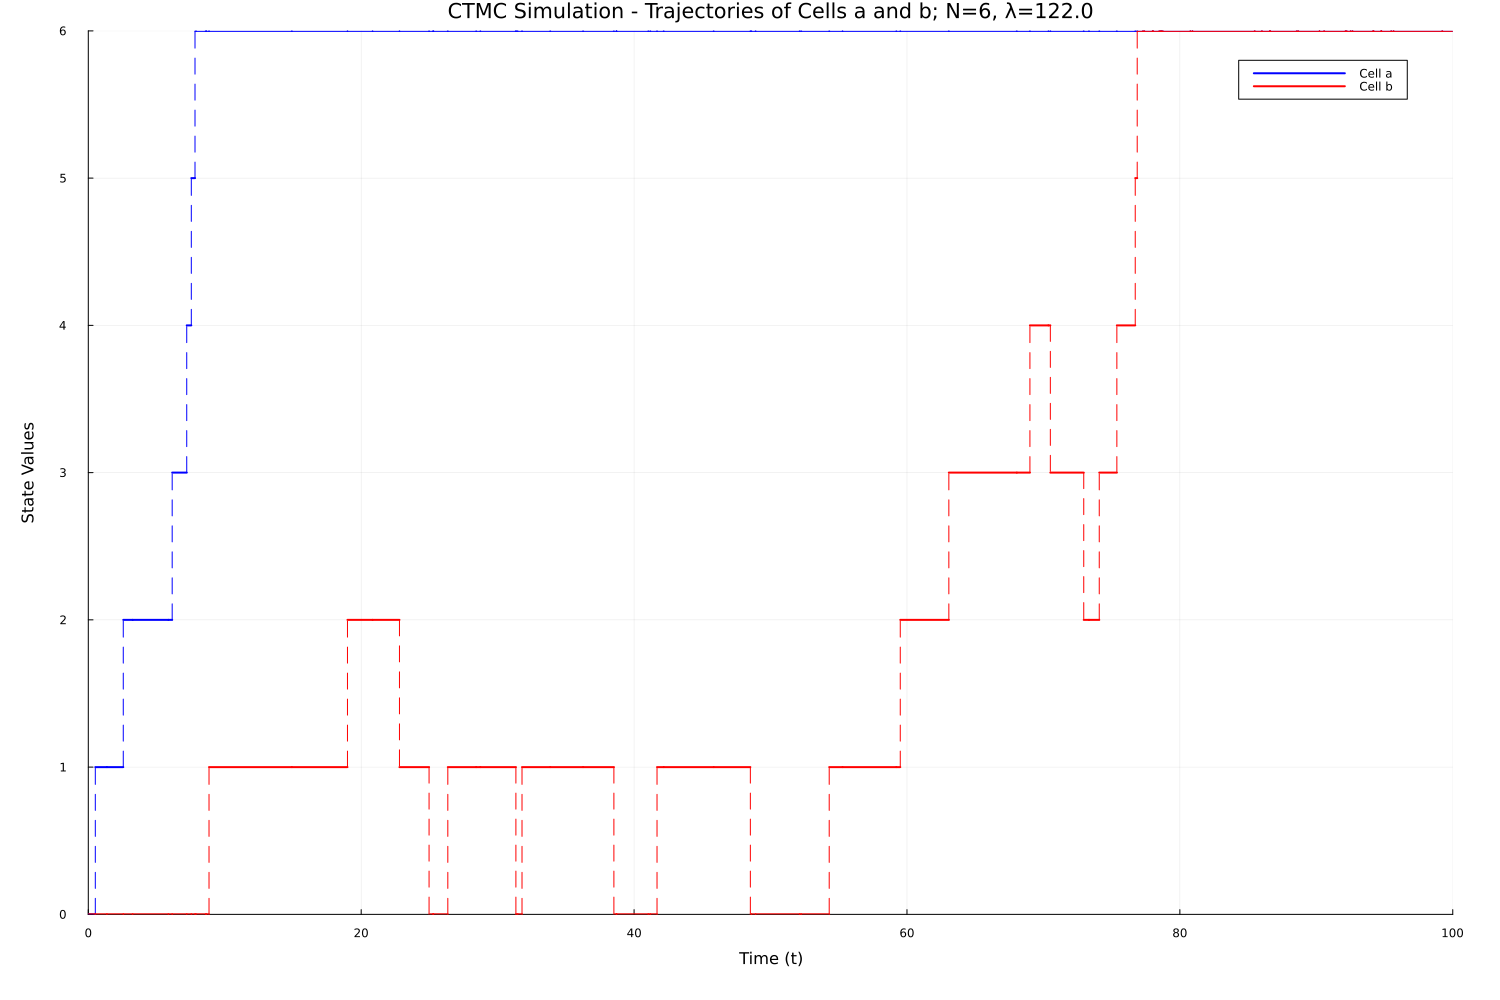 CTMC Simulation - Trajectories of Cells a and b; N=6, λ=122.0
6
5
4
3
2
1
0
State Values
Cell a
Cell b
0 20 40 60 80 100
Time (t)